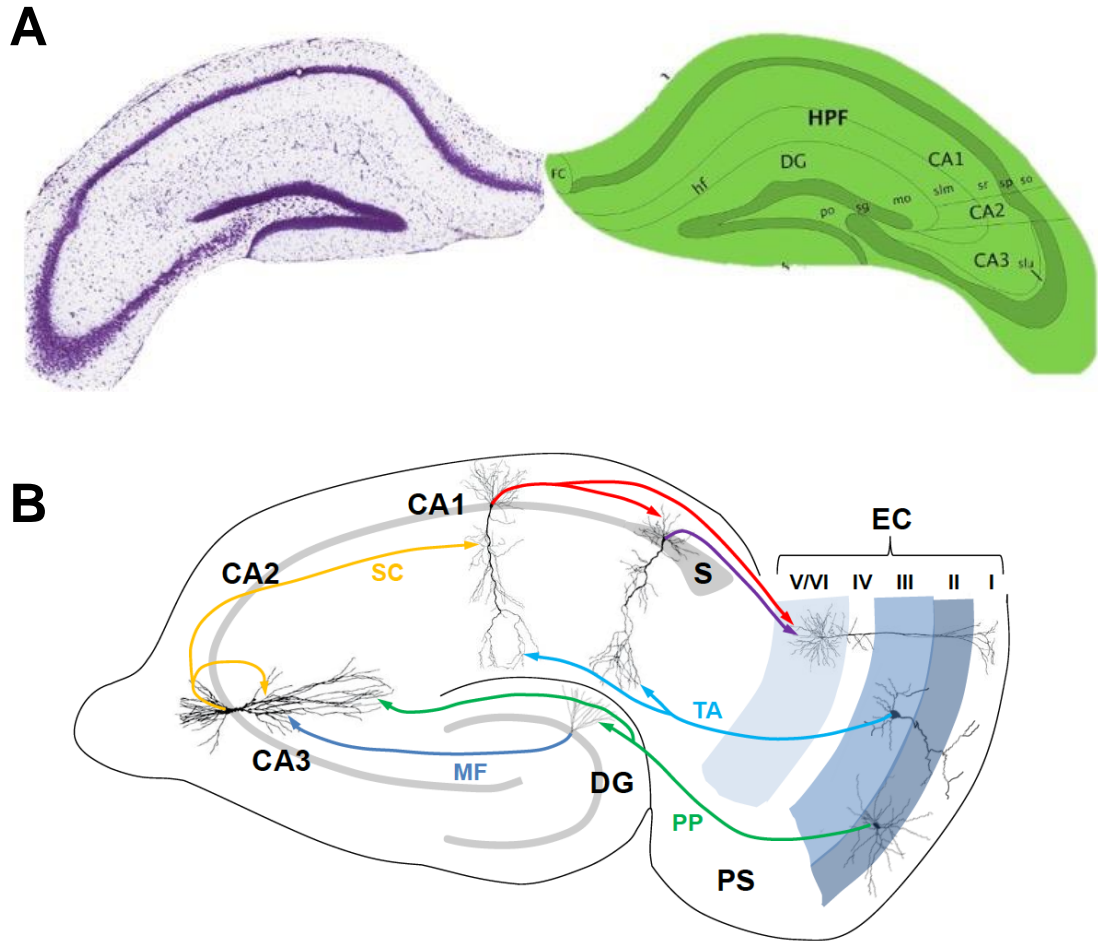 A
HPF
FC
DG
CA1
hf
slm
sr
sp
so
mo
po
sg
CA2
CA3
slu
B
CA1
EC
CA2
SC
S
V/VI
IV
III
II
I
TA
CA3
MF
DG
PP
PS